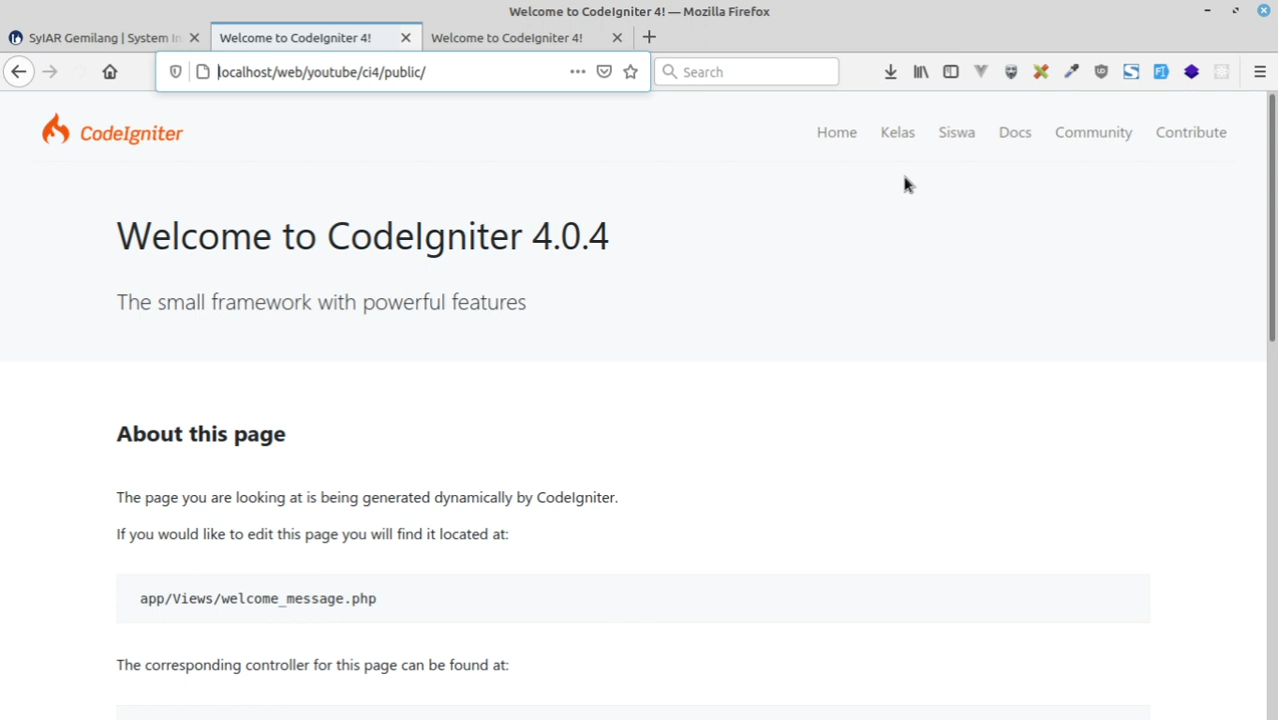 Welcome to CodeIgniter 4! — Mozilla Firefox
SyIAR Gemilang | System In
Welcome to CodeIgniter 4!
Welcome to CodeIgniter 4!
localhost/web/youtube/ci4/public/
Search
CodeIgniter
Home Kelas Siswa Docs Community Contribute
Welcome to CodeIgniter 4.0.4
The small framework with powerful features
About this page
The page you are looking at is being generated dynamically by CodeIgniter.
If you would like to edit this page you will find it located at:
app/Views/welcome_message.php
The corresponding controller for this page can be found at: